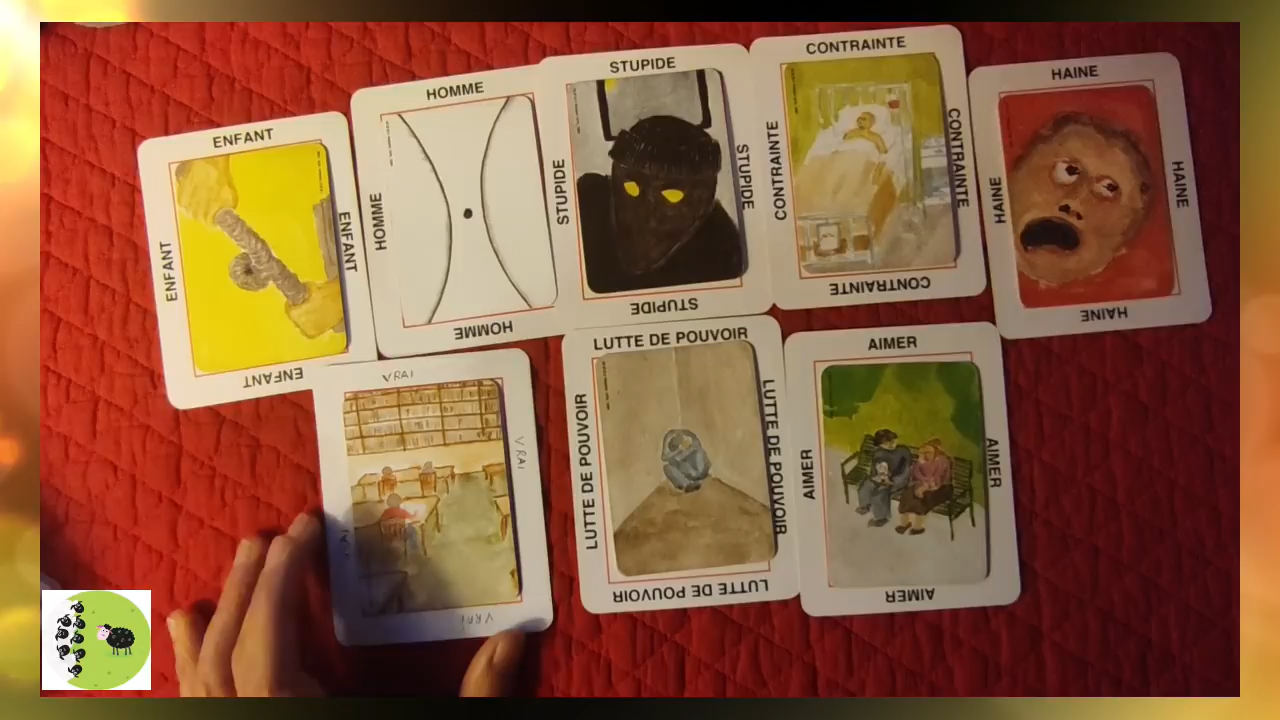 ENFANT
ENFANT
ENFANT
ENFANT
HOMME
HOMME
HOMME
STUPIDE
STUPIDE
STUPIDE
STUPIDE
CONTRAINTE
CONTRAINTE
CONTRAINTE
CONTRAINTE
HAINE
HAINE
HAINE
HAINE
VRAI
VRAI
VRAI
LUTTE DE POUVOIR
LUTTE DE POUVOIR
LUTTE DE POUVOIR
LUTTE DE POUVOIR
AIMER
AIMER
AIMER
AIMER